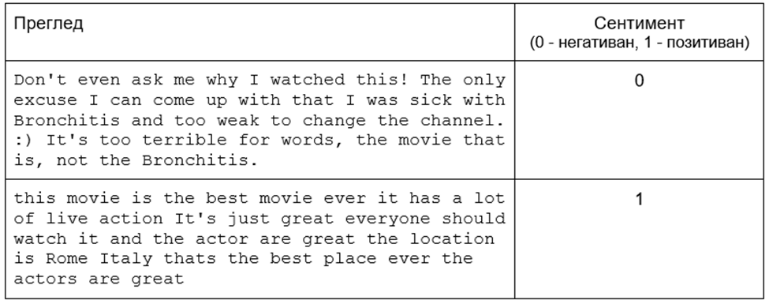 Преглед
Сентимент
(0 - негативан, 1 - позитиван)
Don't even ask me why I watched this! The only
excuse I can come up with that I was sick with
Bronchitis and too weak to change the channel.
:) It's too terrible for words, the movie that
is, not the Bronchitis.
0
this movie is the best movie ever it has a lot
of live action It's just great everyone should
watch it and the actor are great the location
is Rome Italy thats the best place ever the
actors are great
1